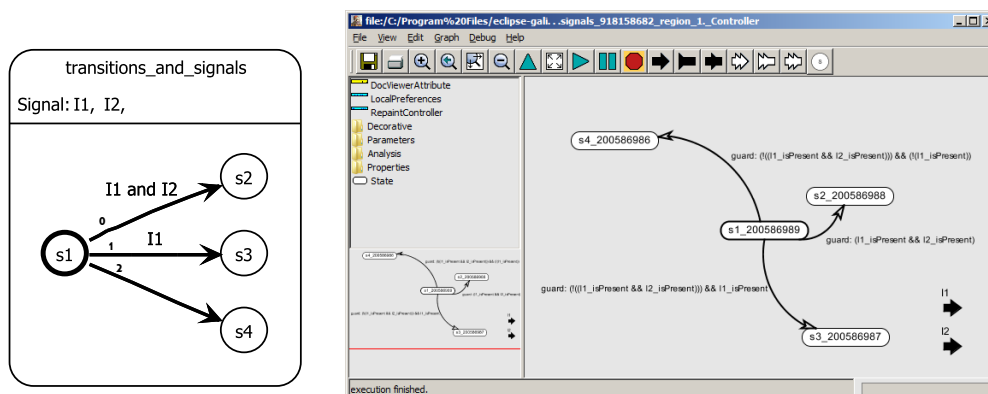 transitions_and_signals
Signal: I1, I2,
I1 and I2
s2
0
s1
1
I1
s3
2
s4
file:/C:/Program%20Files/eclipse-gali. ..signals_918158682_region_1._Controller
File View Edit Graph Debug Help
DocViewerAttribute
LocalPreferences
RepaintController
Decorative
Parameters
Analysis
Properties
State
s4_200586986
guard: (!((I1_isPresent && I2_isPresent))) && (!(I1_isPresent))
s2_200586988
s1_200586989
guard: (I1_isPresent && I2_isPresent)
guard: (!((I1_isPresent && I2_isPresent))) && I1_isPresent
I1
I2
s3_200586987
execution finished.